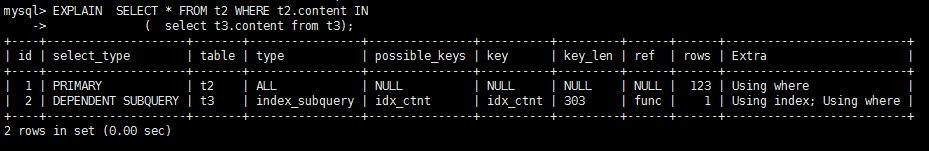 mysql> EXPLAIN  SELECT * FROM t2 WHERE t2.content IN
    ->               (  select t3.content from t3);
+----+--------------------+-------+----------------+---------------+----------+---------+------+------+--------------------------+
| id | select_type        | table | type           | possible_keys | key      | key_len | ref  | rows | Extra                    |
+----+--------------------+-------+----------------+---------------+----------+---------+------+------+--------------------------+
|  1 | PRIMARY            | t2    | ALL            | NULL          | NULL     | NULL    | NULL |  123 | Using where              |
|  2 | DEPENDENT SUBQUERY | t3    | index_subquery | idx_ctnt      | idx_ctnt | 303     | func |    1 | Using index; Using where |
+----+--------------------+-------+----------------+---------------+----------+---------+------+------+--------------------------+
2 rows in set (0.00 sec)